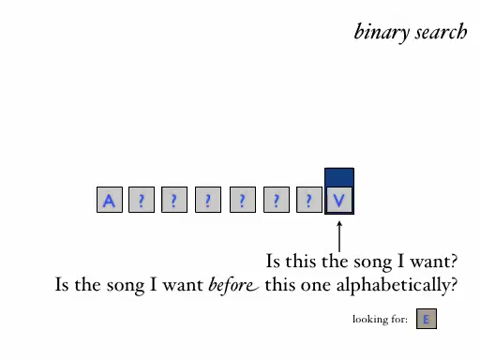 binary search
A ? ? ? ? ? ? V
Is this the song I want?
Is the song I want before this one alphabetically?
looking for: E